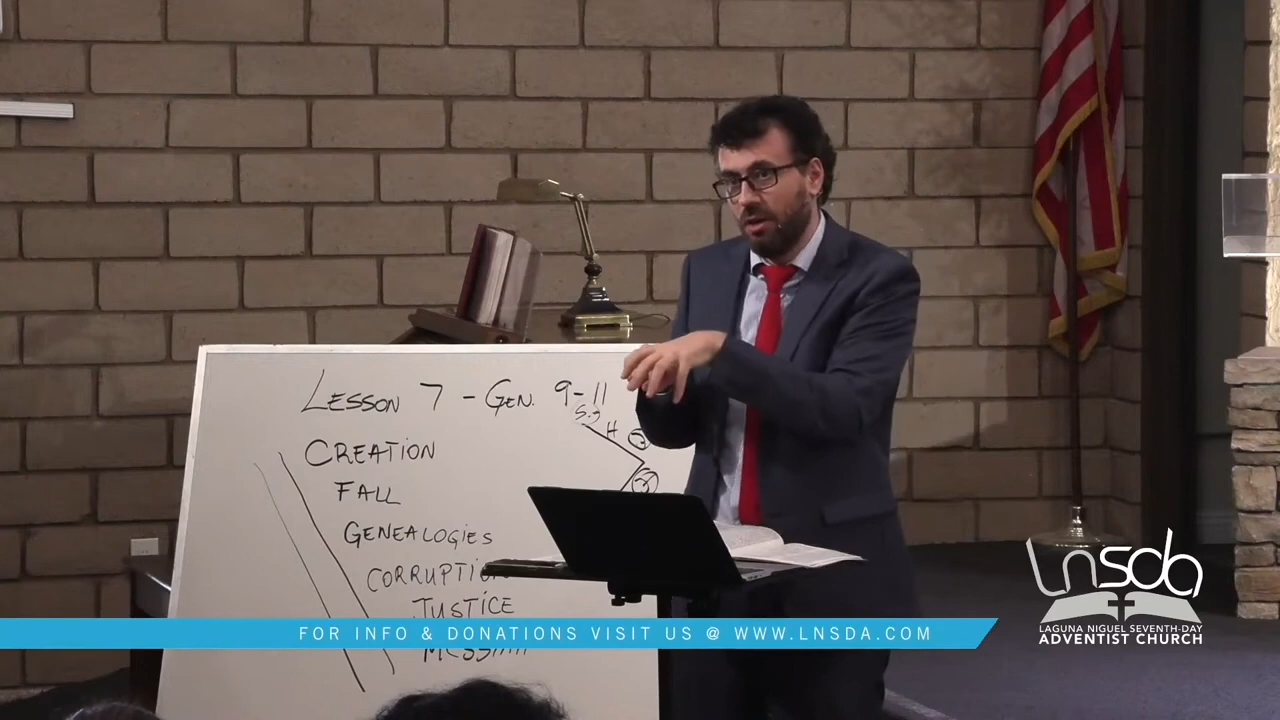 LESSON 7 - GEN. 9-11
CREATION
FALL
GENEALOGIES
CORRUPTION
JUSTICE
H
FOR INFO & DONATIONS VISIT US @ WWW.LNSDA.COM
LNSDA
LAGUNA NIGUEL SEVENTH-DAY
ADVENTIST CHURCH